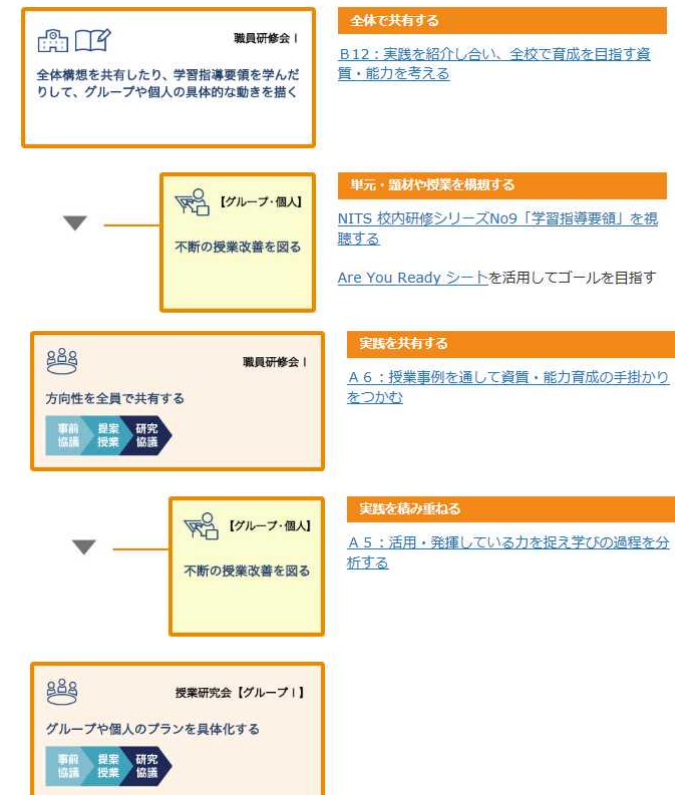 職員研修会Ⅰ
全体構想を共有したり、学習指導要領を学んだ
りして、グループや個人の具体的な動きを描く
全体で共有する
B12：実践を紹介し合い、全校で育成を目指す資
質・能力を考える
【グループ・個人】
不断の授業改善を図る
単元・題材や授業を構想する
NITS 校内研修シリーズNo9「学習指導要領」を視
聴する
Are You Ready シートを活用してゴールを目指す
職員研修会Ⅰ
方向性を全員で共有する
事前 提案 研究
協議 授業 協議
実践を共有する
A６：授業事例を通して資質・能力育成の手掛かり
をつかむ
【グループ・個人】
不断の授業改善を図る
実践を積み重ねる
A５：活用・発揮している力を捉え学びの過程を分
析する
授業研究会【グループⅠ】
グループや個人のプランを具体化する
事前 提案 研究
協議 授業 協議